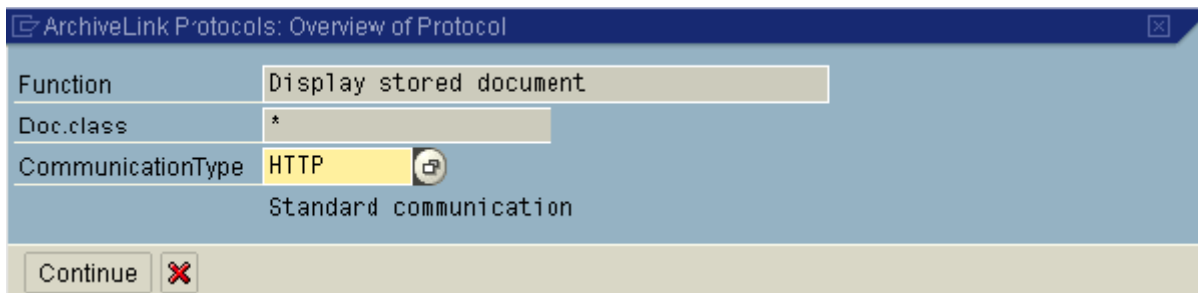 ArchiveLink Protocols: Overview of Protocol
Function Display stored document
Doc.class *
CommunicationType HTTP
Standard communication
Continue